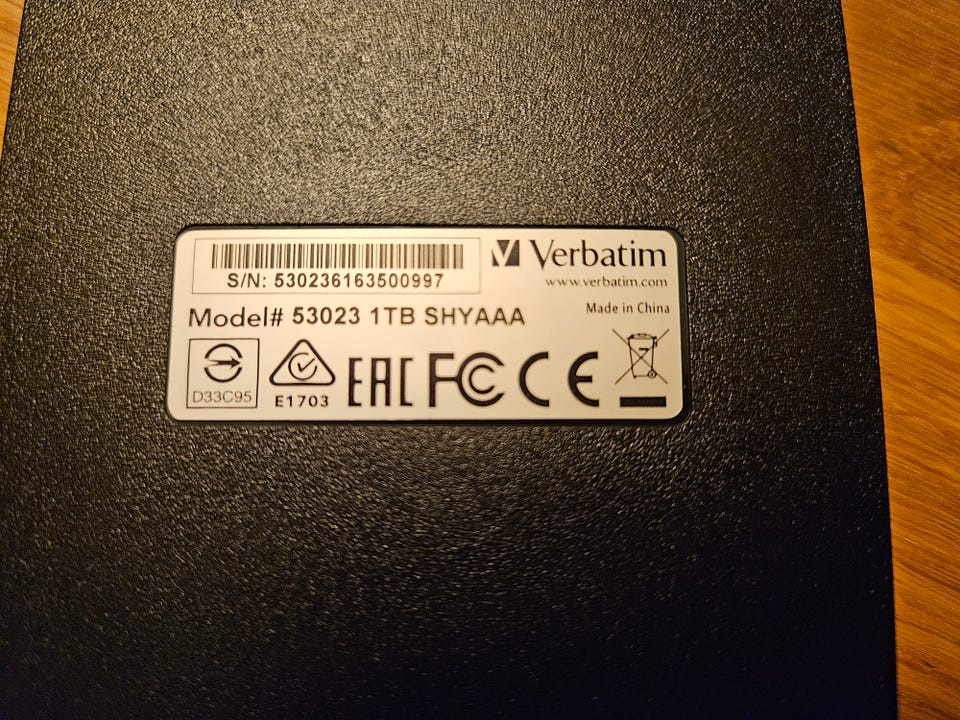 S/N: 530236163500997
Verbatim
www.verbatim.com
Made in China
Model# 53023 1TB SHYAAA
D33C95
E1703
EAC
FC
CE